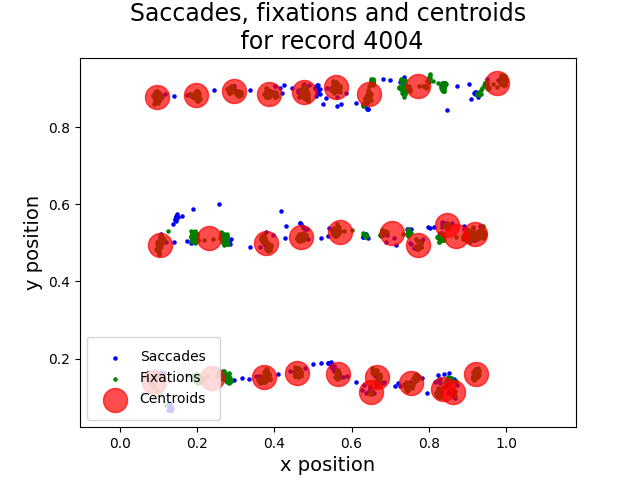 Saccades, fixations and centroids
for record 4004
y position
0.8
0.6
0.4
0.2
Saccades
Fixations
Centroids
0.0 0.2 0.4 0.6 0.8 1.0
x position